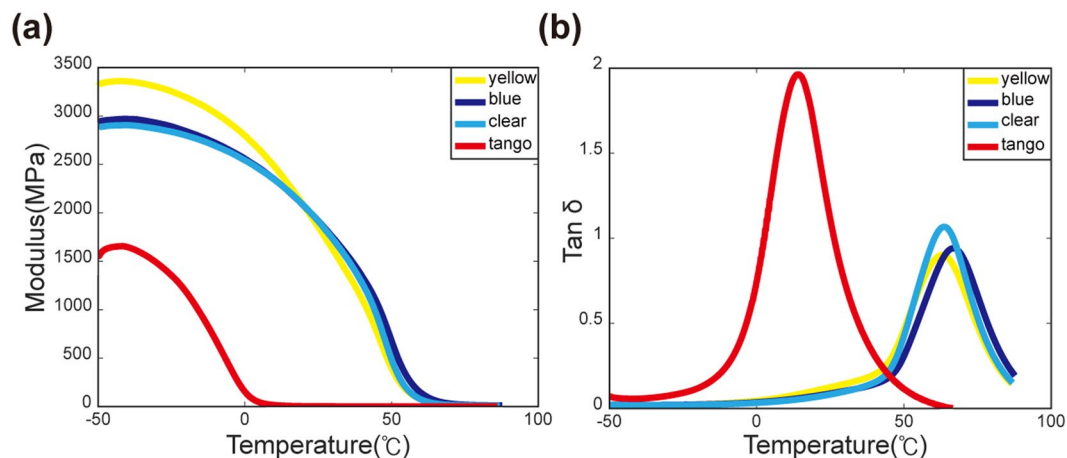 (a)
3500
3000
2500
2000
1500
1000
500
0
-50
0
50
100
Modulus(MPa)
Temperature(℃)
yellow
blue
clear
tango
(b)
2
1.5
1
0.5
0
-50
0
50
100
Tan δ
Temperature(℃)
yellow
blue
clear
tango